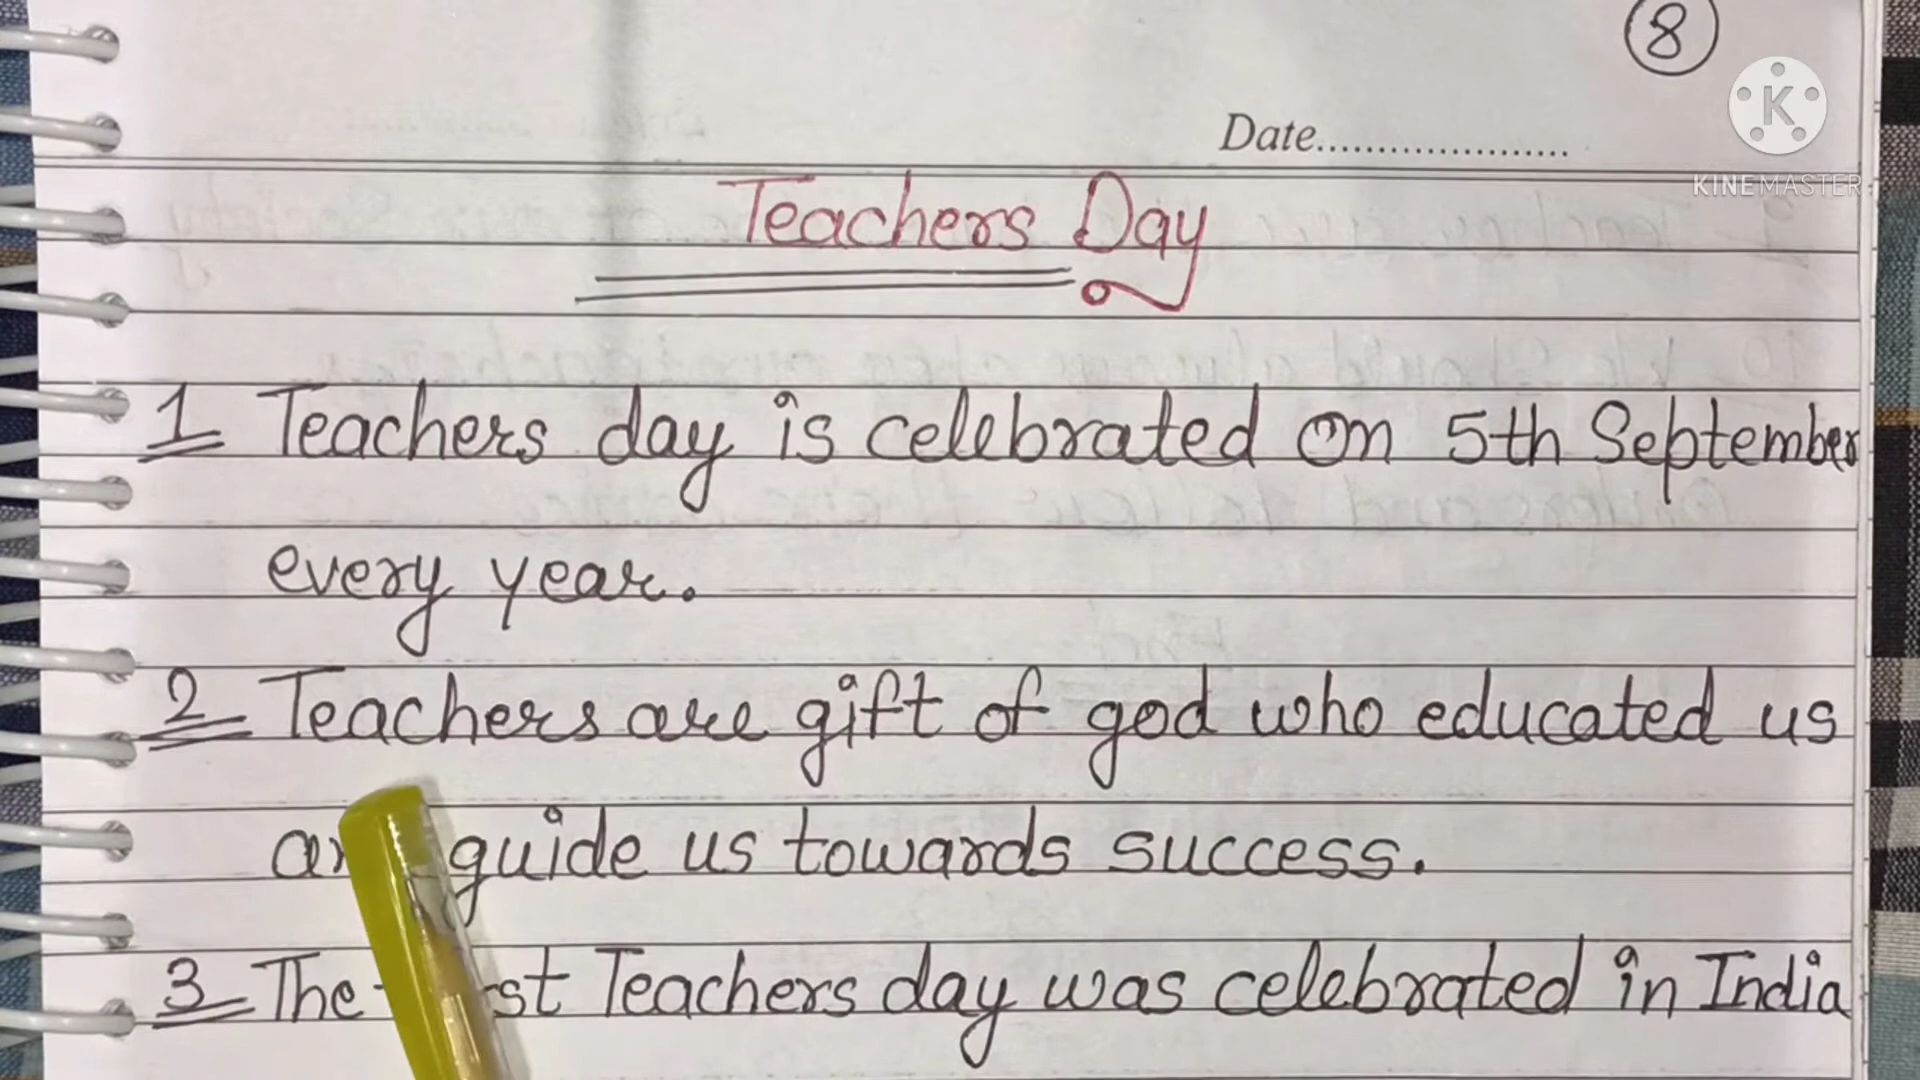 8
K
KINEMASTER
Date.....................
Teachers Day
1 Teachers day is celebrated on 5th September
every year.
2 Teachers are gift of god who educated us
guide us towards success.
3 The Teachers day was celebrated in India